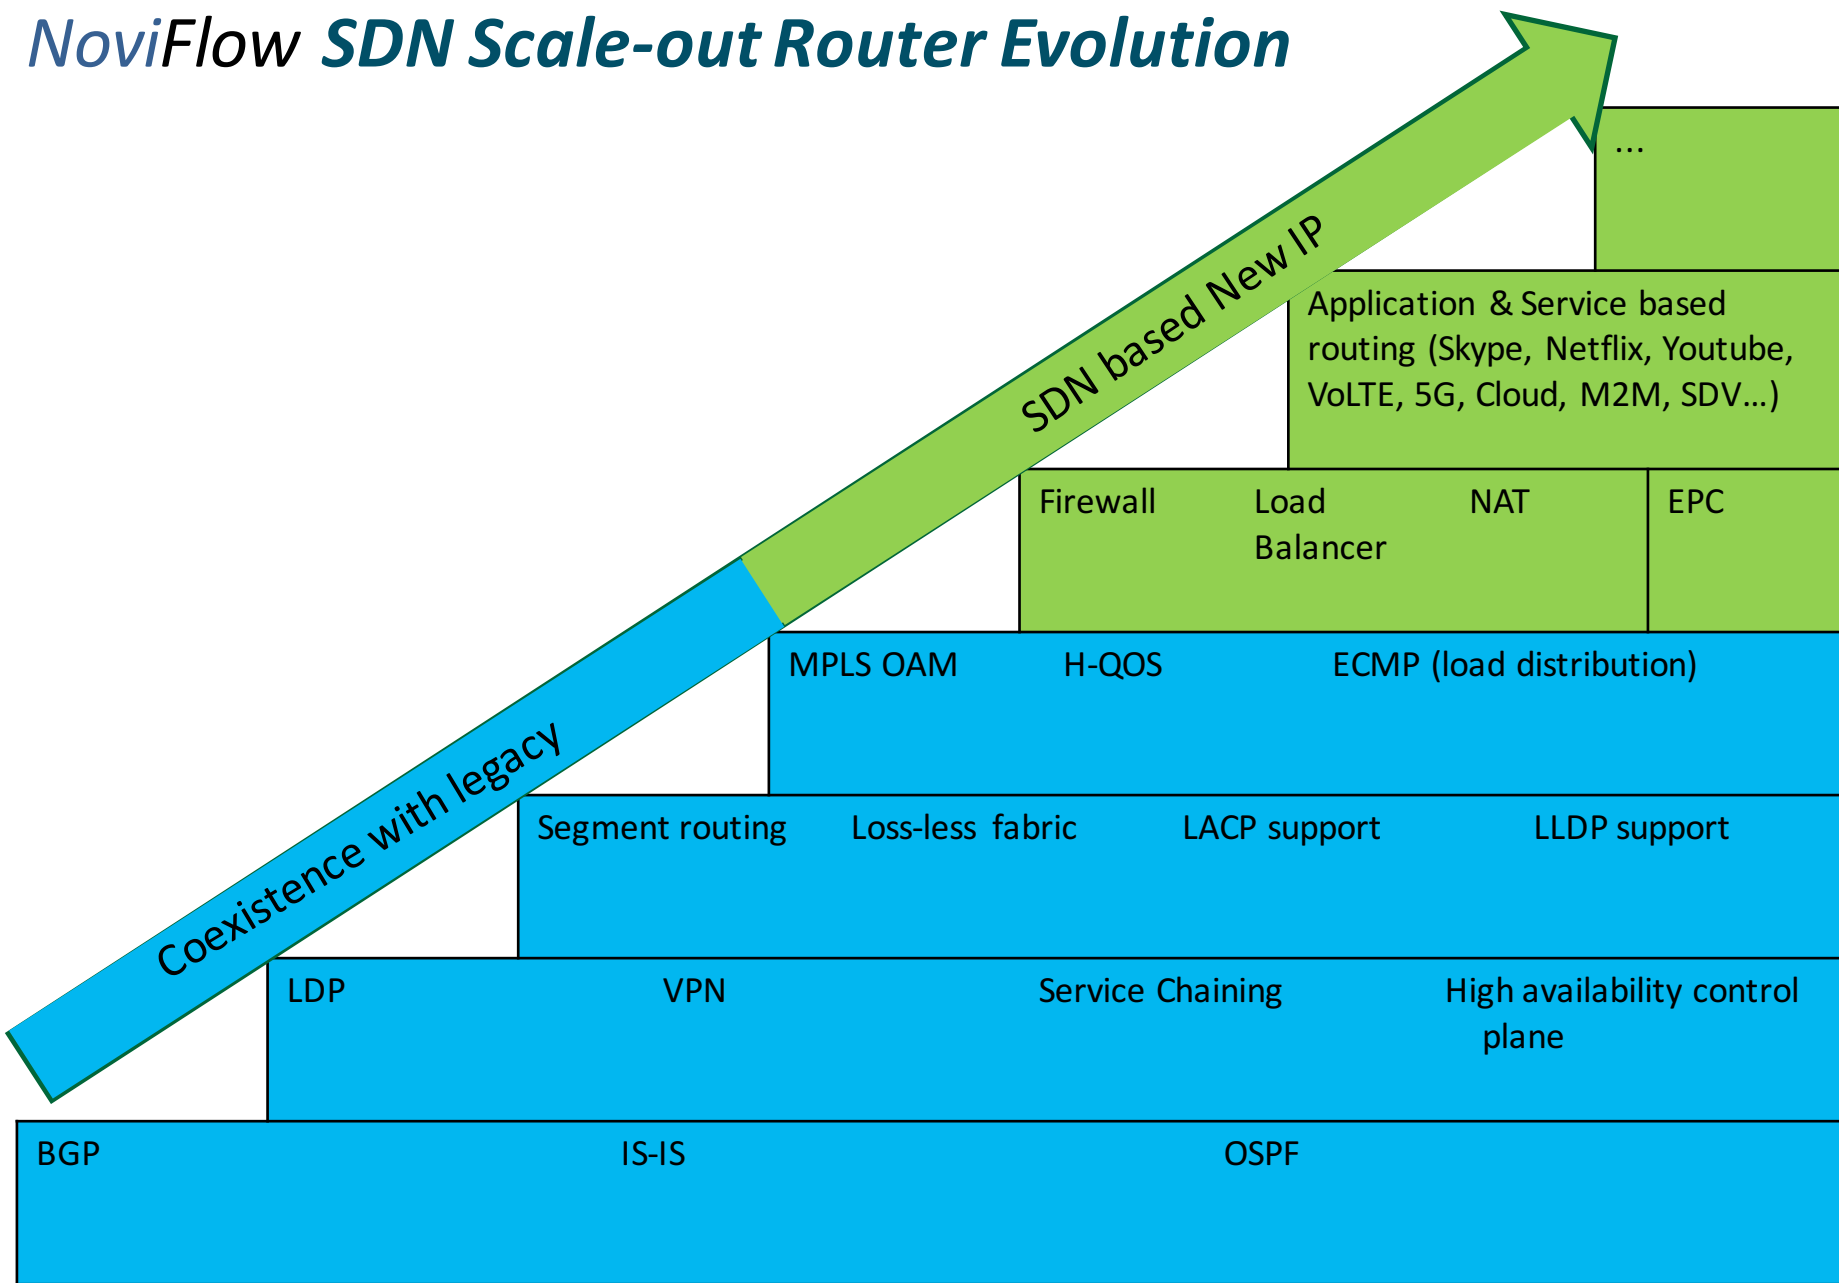 NoviFlow SDN Scale-out Router Evolution
...
SDN based New IP
Application & Service based
routing (Skype, Netflix, Youtube,
VoLTE, 5G, Cloud, M2M, SDV...)
Firewall Load NAT EPC
Balancer
MPLS OAM H-QOS ECMP (load distribution)
Coexistence with legacy
Segment routing Loss-less fabric LACP support LLDP support
LDP VPN Service Chaining High availability control
plane
BGP IS-IS OSPF